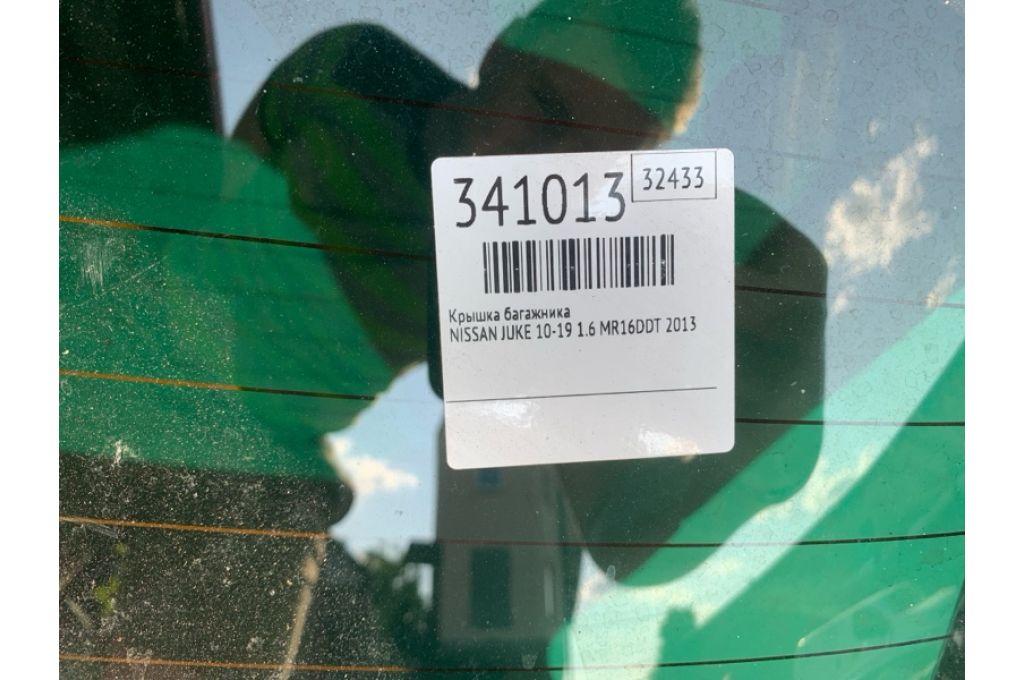 341013
32433
Крышка багажника
NISSAN JUKE 10-19 1.6 MR16DDT 2013